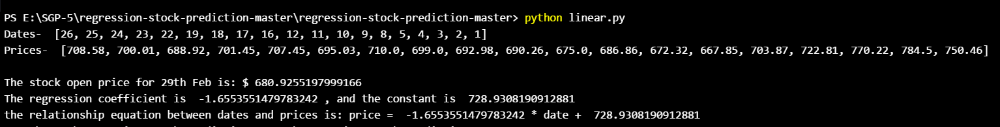 PS E:\SGP-5\regression-stock-prediction-master\regression-stock-prediction-master> python linear.py
Dates-  [26, 25, 24, 23, 22, 19, 18, 17, 16, 12, 11, 10, 9, 8, 5, 4, 3, 2, 1]
Prices-  [708.58, 700.01, 688.92, 701.45, 707.45, 695.03, 710.0, 699.0, 692.98, 690.26, 675.0, 686.86, 672.32, 667.85, 703.87, 722.81, 770.22, 784.5, 750.46]
The stock open price for 29th Feb is: $ 680.9255197999166
The regression coefficient is  -1.6553551479783242 , and the constant is  728.9308190912881
the relationship equation between dates and prices is: price =  -1.6553551479783242 * date +  728.9308190912881